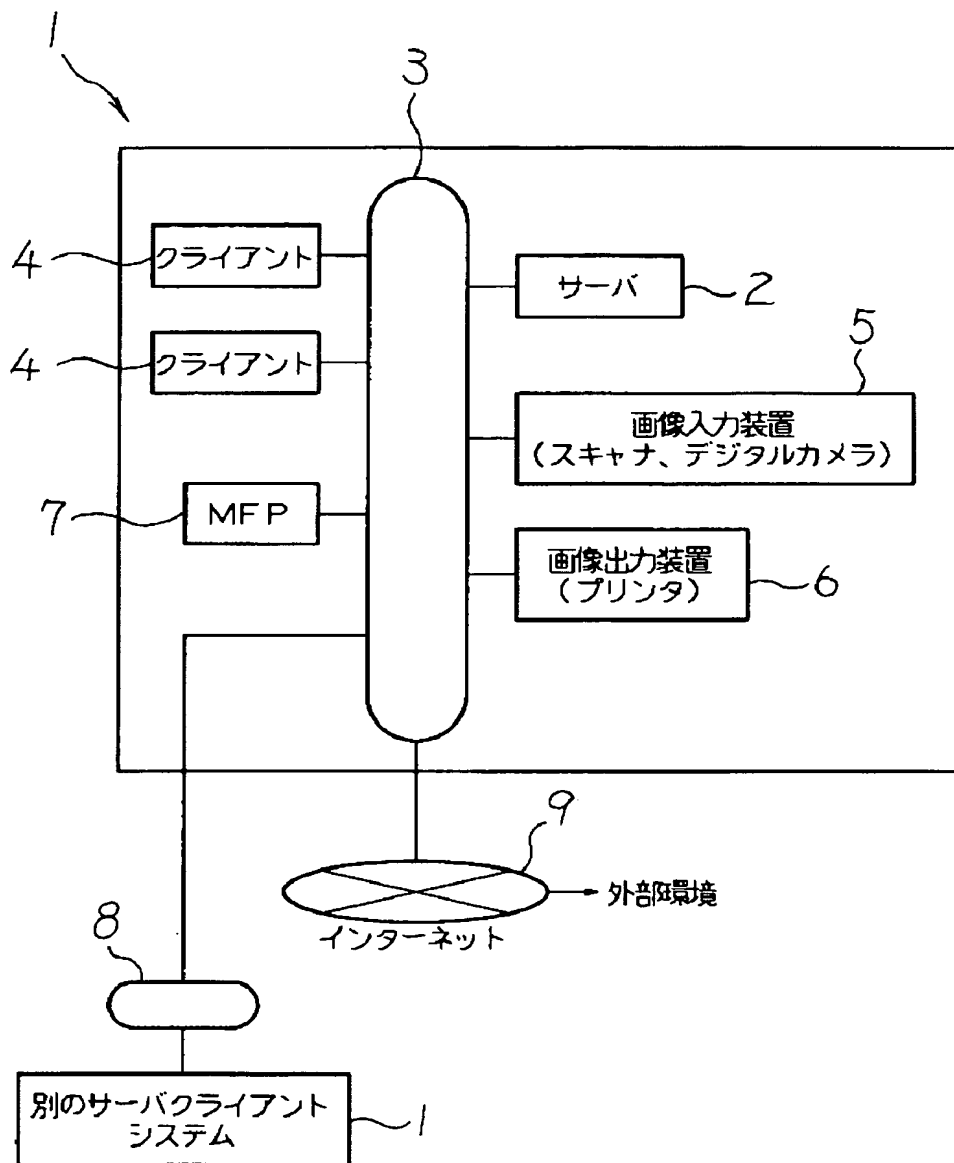 1
3
4
クライアント
サーバ
2
4
クライアント
5
画像入力装置
(スキャナ、デジタルカメラ)
7
MFP
画像出力装置
(プリンタ)
6
9
外部環境
インターネット
8
別のサーバクライアント
システム
1